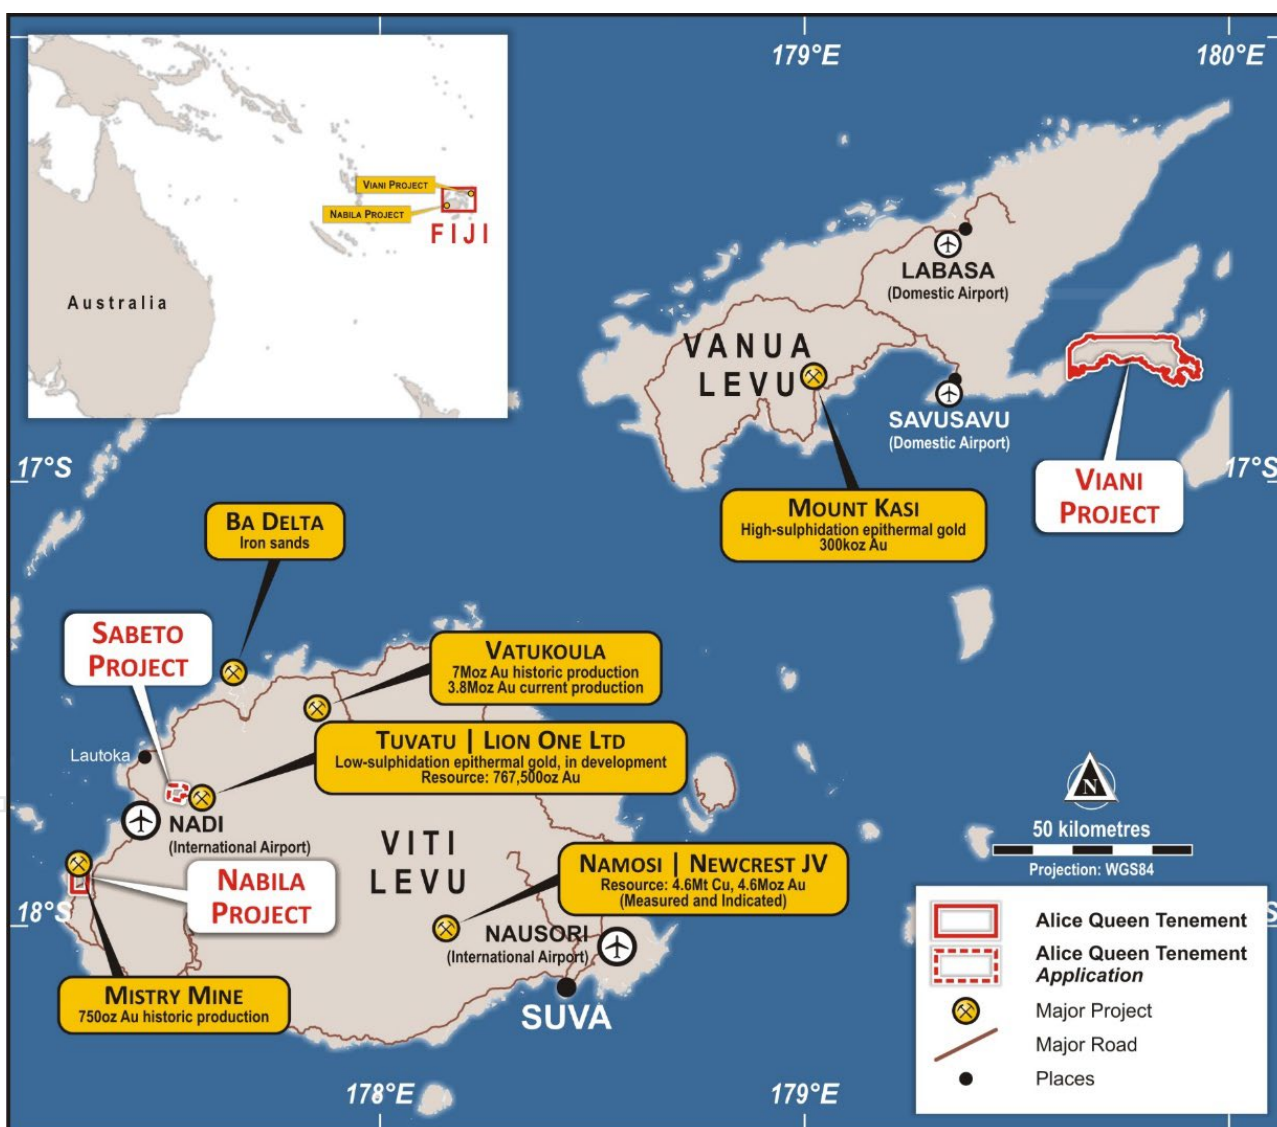 179°E
180°E
VIANI PROJECT
NABILA PROJECT
FIJI
Australia
LABASA
(Domestic Airport)
VANUA
LEVU
SAVUSAVU
(Domestic Airport)
17°S
17°S
VIANI
PROJECT
MOUNT KASI
High-sulphidation epithermal gold
300koz Au
BA DELTA
Iron sands
SABETO
PROJECT
VATUKOULA
7Moz Au historic production
3.8Moz Au current production
TUVATU | LION ONE LTD
Low-sulphidation epithermal gold, in development
Resource: 767,500oz Au
Lautoka
NADI
(International Airport)
VITI
LEVU
N
50 kilometres
Projection: WGS84
NAMOSI | NEWCREST JV
Resource: 4.6Mt Cu, 4.6Moz Au
(Measured and Indicated)
NABILA
PROJECT
18°S
18°S
NAUSORI
(International Airport)
MISTRY MINE
750oz Au historic production
SUVA
178°E
179°E
Alice Queen Tenement
Alice Queen Tenement
Application
Major Project
Major Road
Places